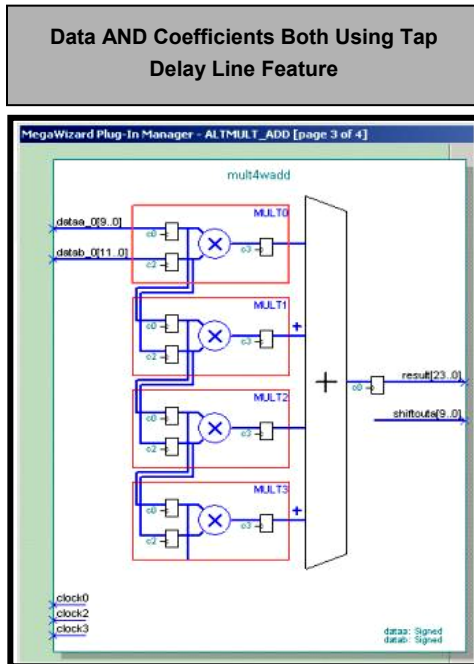 Data AND Coefficients Both Using Tap
Delay Line Feature
MegaWizard Plug-In Manager - ALTMULT_ADD [page 3 of 4]
mult4wadd
MULT0
dataa_0[9..0]
c0
datab_0[11..0]
c2
c3
MULT1
c0
c2
c3
+
MULT2
c0
c2
c3
+
c0
result[23..0]
shiftouta[9..0]
MULT3
c0
c2
c3
+
clock0
clock2
clock3
dataa: Signed
datab: Signed